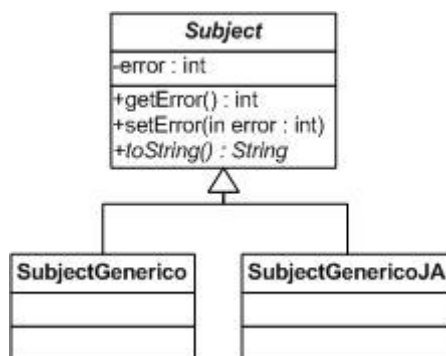 Subject
-error : int
+getError() : int
+setError(in error : int)
+toString() : String
SubjectGenerico
SubjectGenericoJA